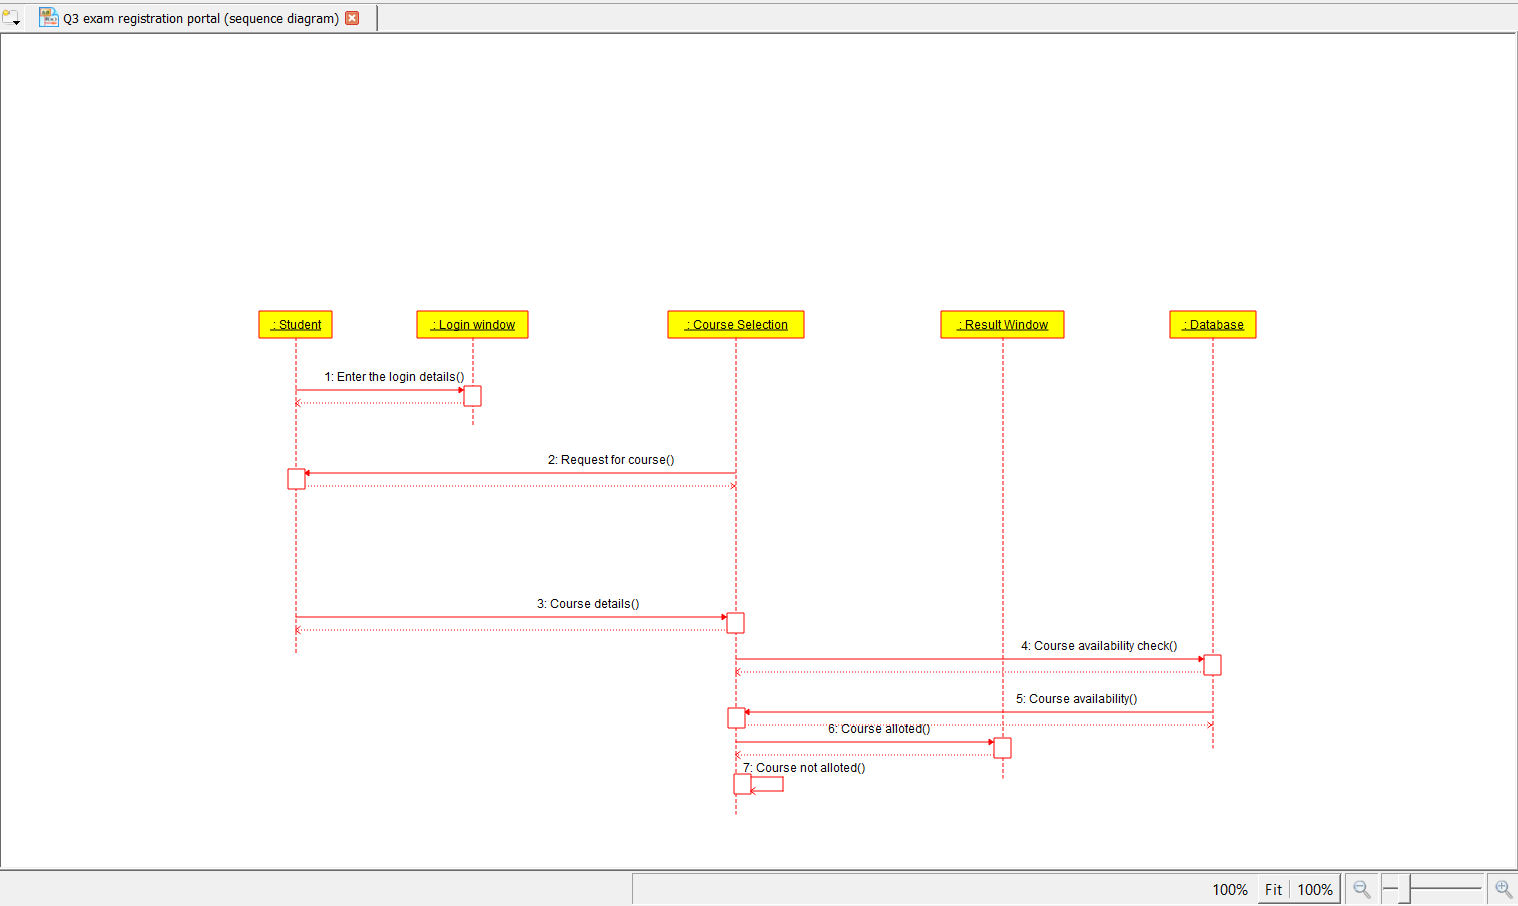 Q3 exam registration portal (sequence diagram)
: Student
: Login window
: Course Selection
: Result Window
: Database
1: Enter the login details()
2: Request for course()
3: Course details()
4: Course availability check()
5: Course availability()
6: Course alloted()
7: Course not alloted()
100% Fit 100%